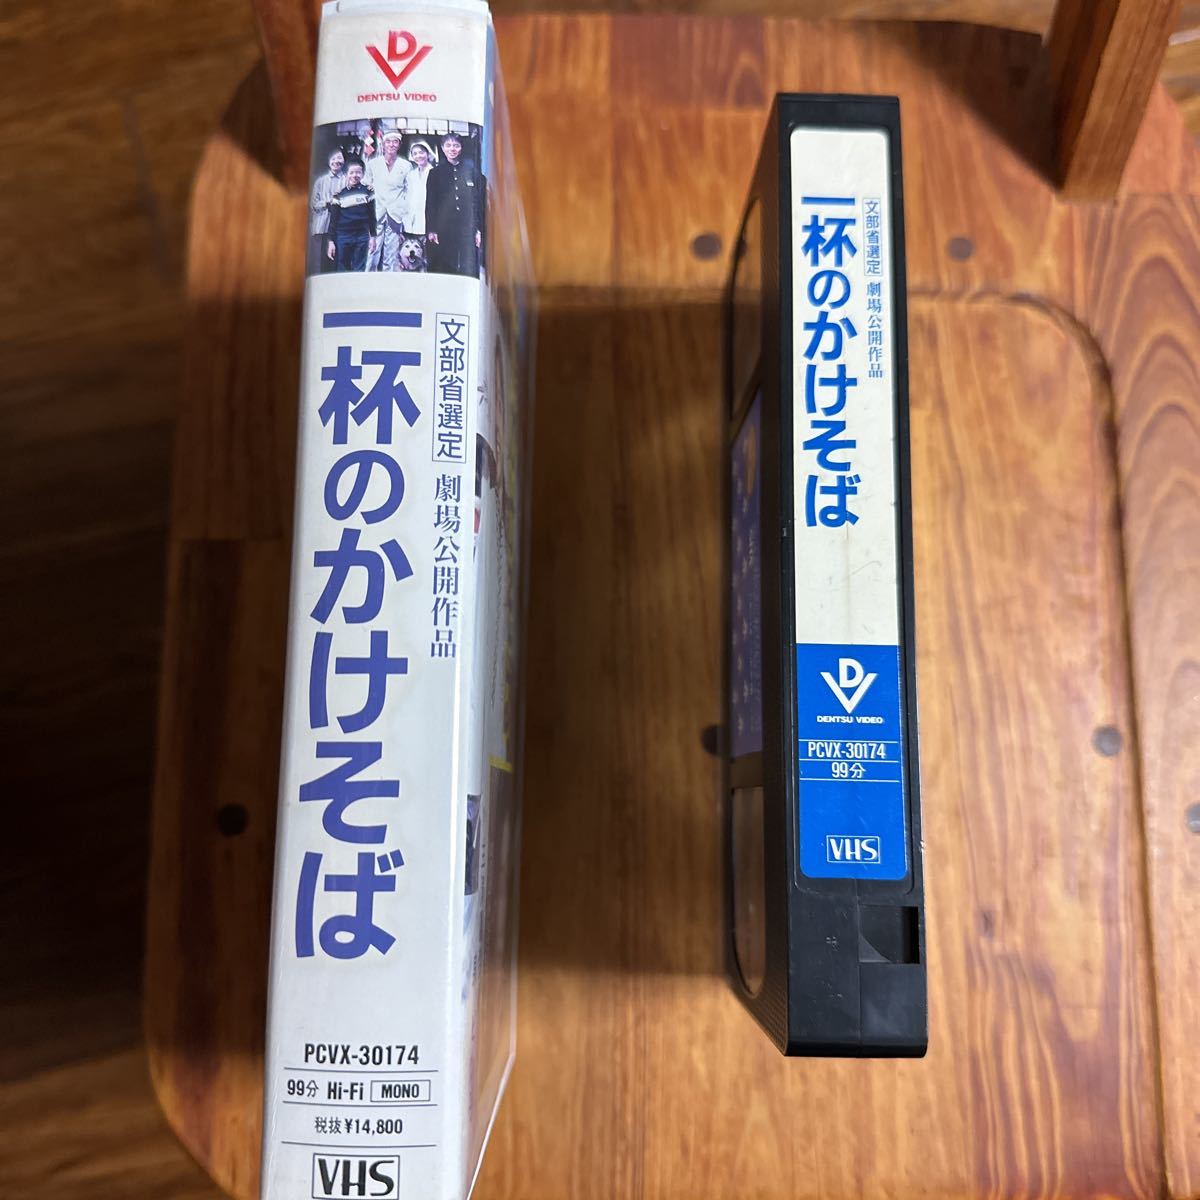 DENTSU VIDEO
文部省選定 劇場公開作品
一杯のかけそば
PCVX-30174
99分 Hi-Fi MONO
税抜¥14,800
VHS
文部省選定 劇場公開作品
一杯のかけそば
DENTSU VIDEO
PCVX-30174
99分
VHS